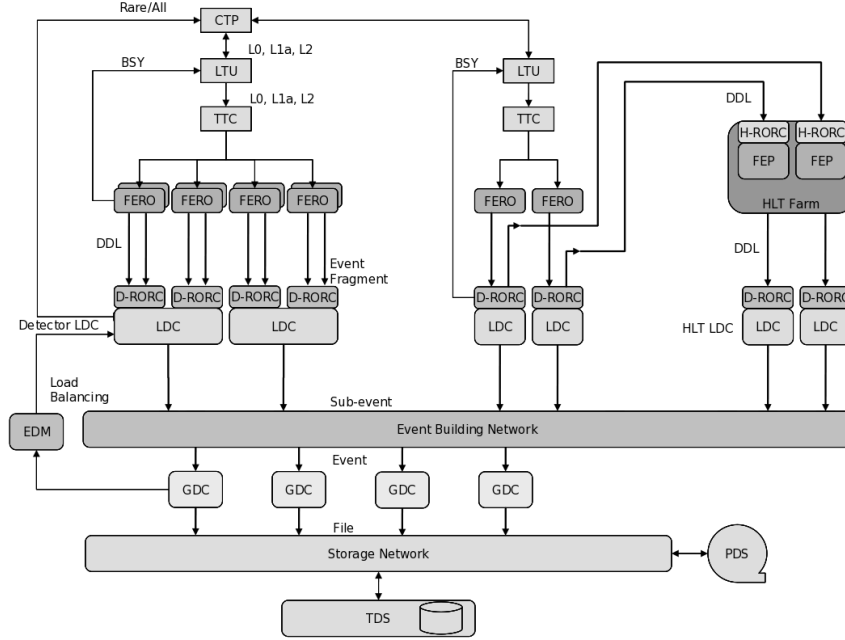 Rare/All
CTP
L0, L1a, L2
BSY
LTU
BSY
LTU
L0, L1a, L2
DDL
TTC
TTC
H-RORC
H-RORC
FEP
FEP
FERO
FERO
FERO
FERO
FERO
FERO
HLT Farm
DDL
DDL
Event
Fragment
D-RORC
D-RORC
D-RORC
D-RORC
D-RORC
D-RORC
D-RORC
D-RORC
Detector LDC
LDC
LDC
LDC
LDC
HLT LDC
LDC
LDC
Load
Balancing
Sub-event
EDM
Event Building Network
Event
GDC
GDC
GDC
GDC
File
Storage Network
PDS
TDS